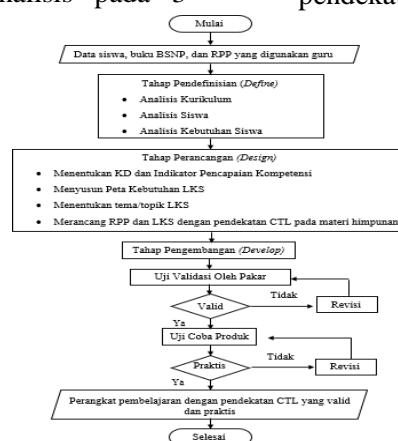 pada
pendekat
Mulai
Data siswa, buku BSNP, dan RPP yang digunakan guru
Tahap Pendefinisian (Define)
• Analisis Kurikulum
• Analisis Siswa
• Analisis Kebutuhan Siswa
Tahap Perancangan (Design)
• Menentukan KD dan Indikator Pencapaian Kompetensi
• Menyusun Peta Kebutuhan LKS
• Menentukan tema/topik LKS
• Merancang RPP dan LKS dengan pendekatan CTL pada materi himpunan
Tahap Pengembangan (Develop)
Uji Validasi Oleh Pakar
Tidak
Valid
Revisi
Ya
Uji Coba Produk
Tidak
Praktis
Revisi
Ya
Perangkat pembelajaran dengan pendekatan CTL yang valid
dan praktis
Selesai